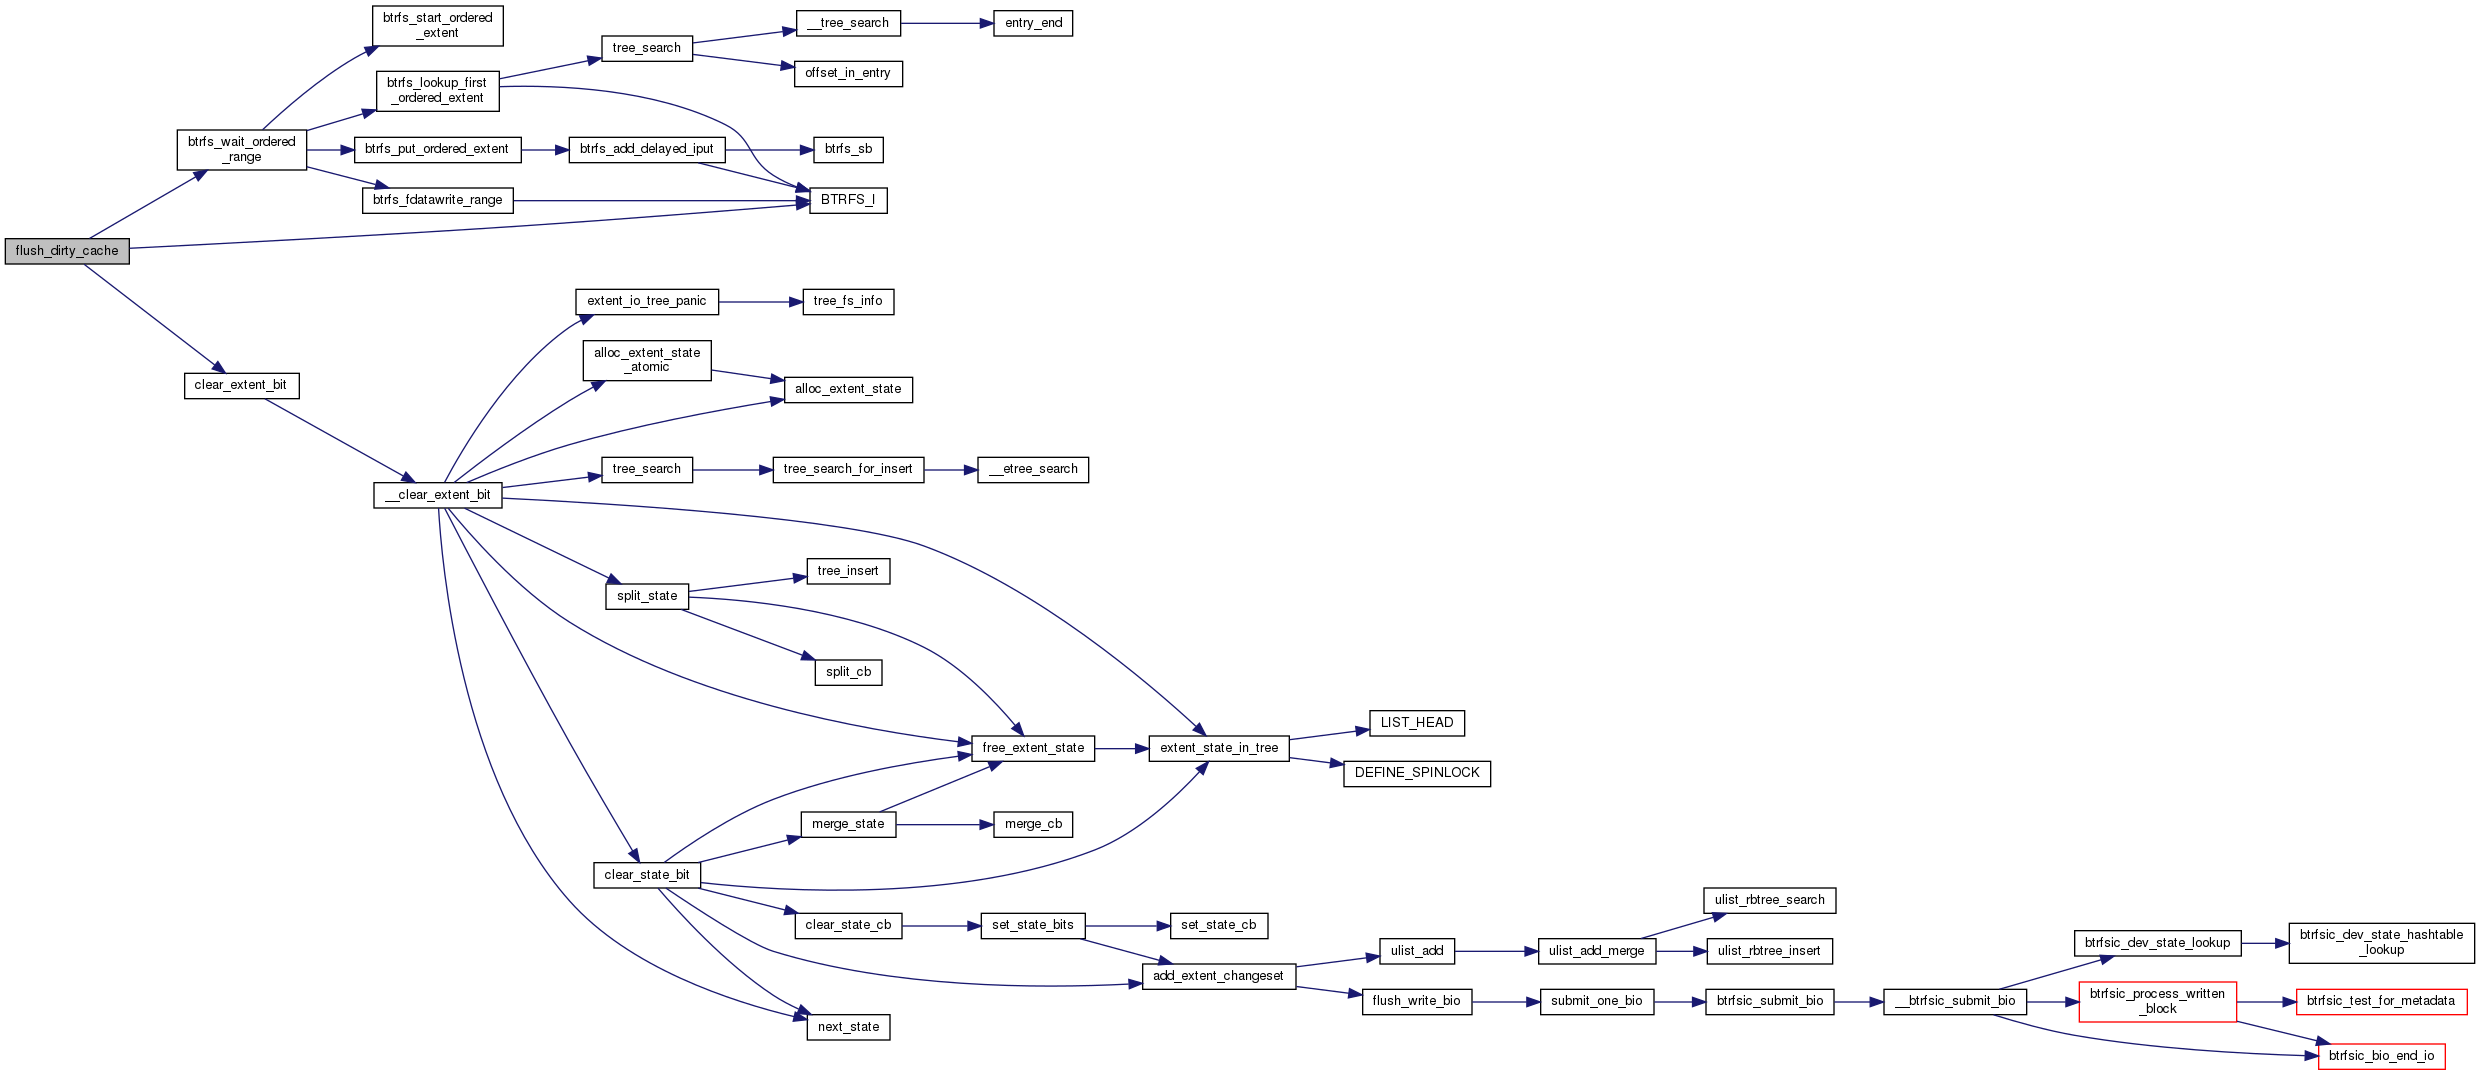 btrfs_start_ordered
_extent
__tree_search
entry_end
tree_search
btrfs_lookup_first
_ordered_extent
offset_in_entry
btrfs_wait_ordered
_range
btrfs_put_ordered_extent
btrfs_add_delayed_iput
btrfs_sb
btrfs_fdatawrite_range
BTRFS_I
flush_dirty_cache
extent_io_tree_panic
tree_fs_info
alloc_extent_state
_atomic
clear_extent_bit
alloc_extent_state
tree_search
tree_search_for_insert
__etree_search
__clear_extent_bit
tree_insert
split_state
split_cb
LIST_HEAD
free_extent_state
extent_state_in_tree
DEFINE_SPINLOCK
merge_state
merge_cb
clear_state_bit
ulist_rbtree_search
clear_state_cb
set_state_bits
set_state_cb
ulist_add
ulist_add_merge
ulist_rbtree_insert
btrfsic_dev_state_lookup
btrfsic_dev_state_hashtable
_lookup
add_extent_changeset
flush_write_bio
submit_one_bio
btrfsic_submit_bio
__btrfsic_submit_bio
btrfsic_process_written
_block
btrfsic_test_for_metadata
next_state
btrfsic_bio_end_io